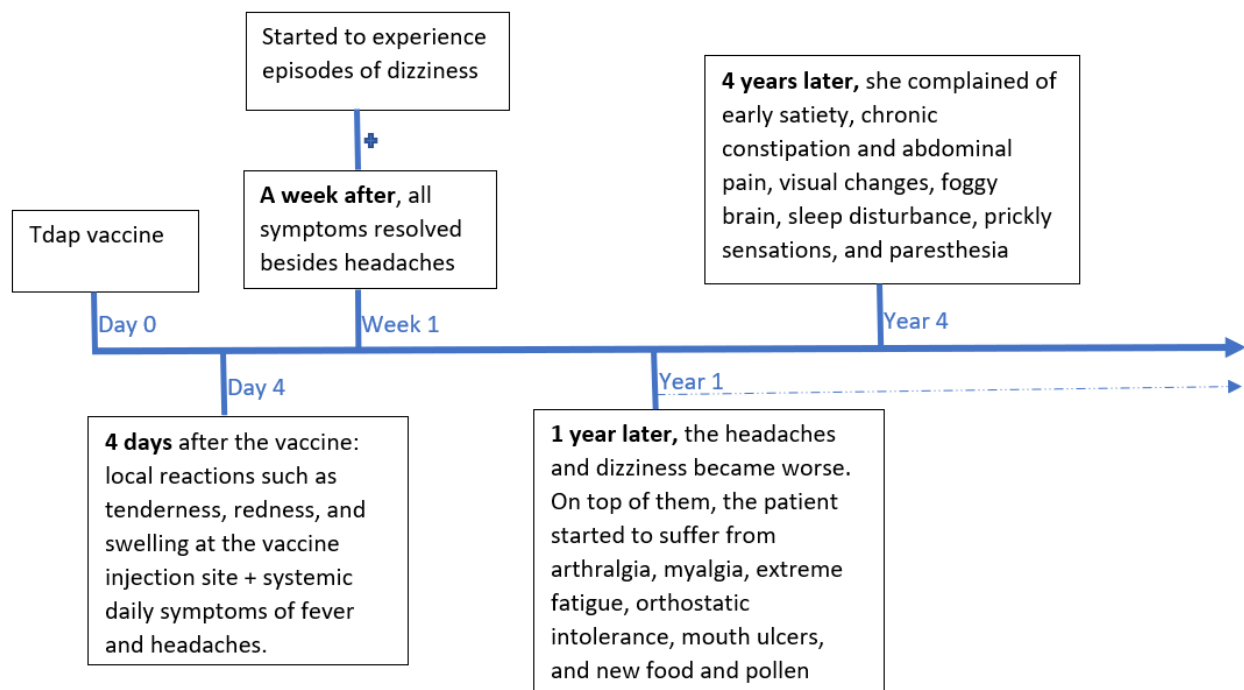 Started to experience
episodes of dizziness
4 years later, she complained of
early satiety, chronic
constipation and abdominal
pain, visual changes, foggy
brain, sleep disturbance, prickly
sensations, and paresthesia
A week after, all
symptoms resolved
besides headaches
Tdap vaccine
Day 0
Week 1
Year 4
Day 4
Year 1
4 days after the vaccine:
local reactions such as
tenderness, redness, and
swelling at the vaccine
injection site + systemic
daily symptoms of fever
and headaches.
1 year later, the headaches
and dizziness became worse.
On top of them, the patient
started to suffer from
arthralgia, myalgia, extreme
fatigue, orthostatic
intolerance, mouth ulcers,
and new food and pollen